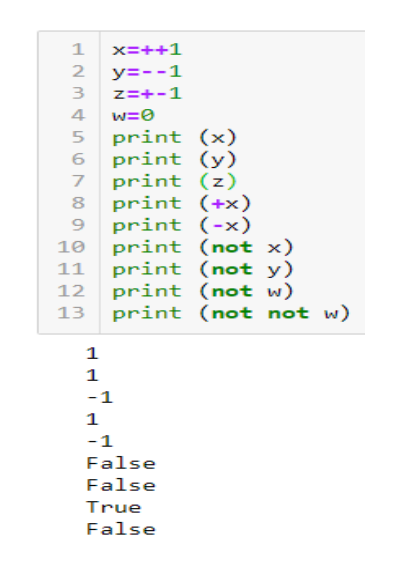 1 x=++1
2 y=--1
3 z=+-1
4 w=0
5 print (x)
6 print (y)
7 print (z)
8 print (+x)
9 print (-x)
10 print (not x)
11 print (not y)
12 print (not w)
13 print (not not w)
1
1
-1
1
-1
False
False
True
False